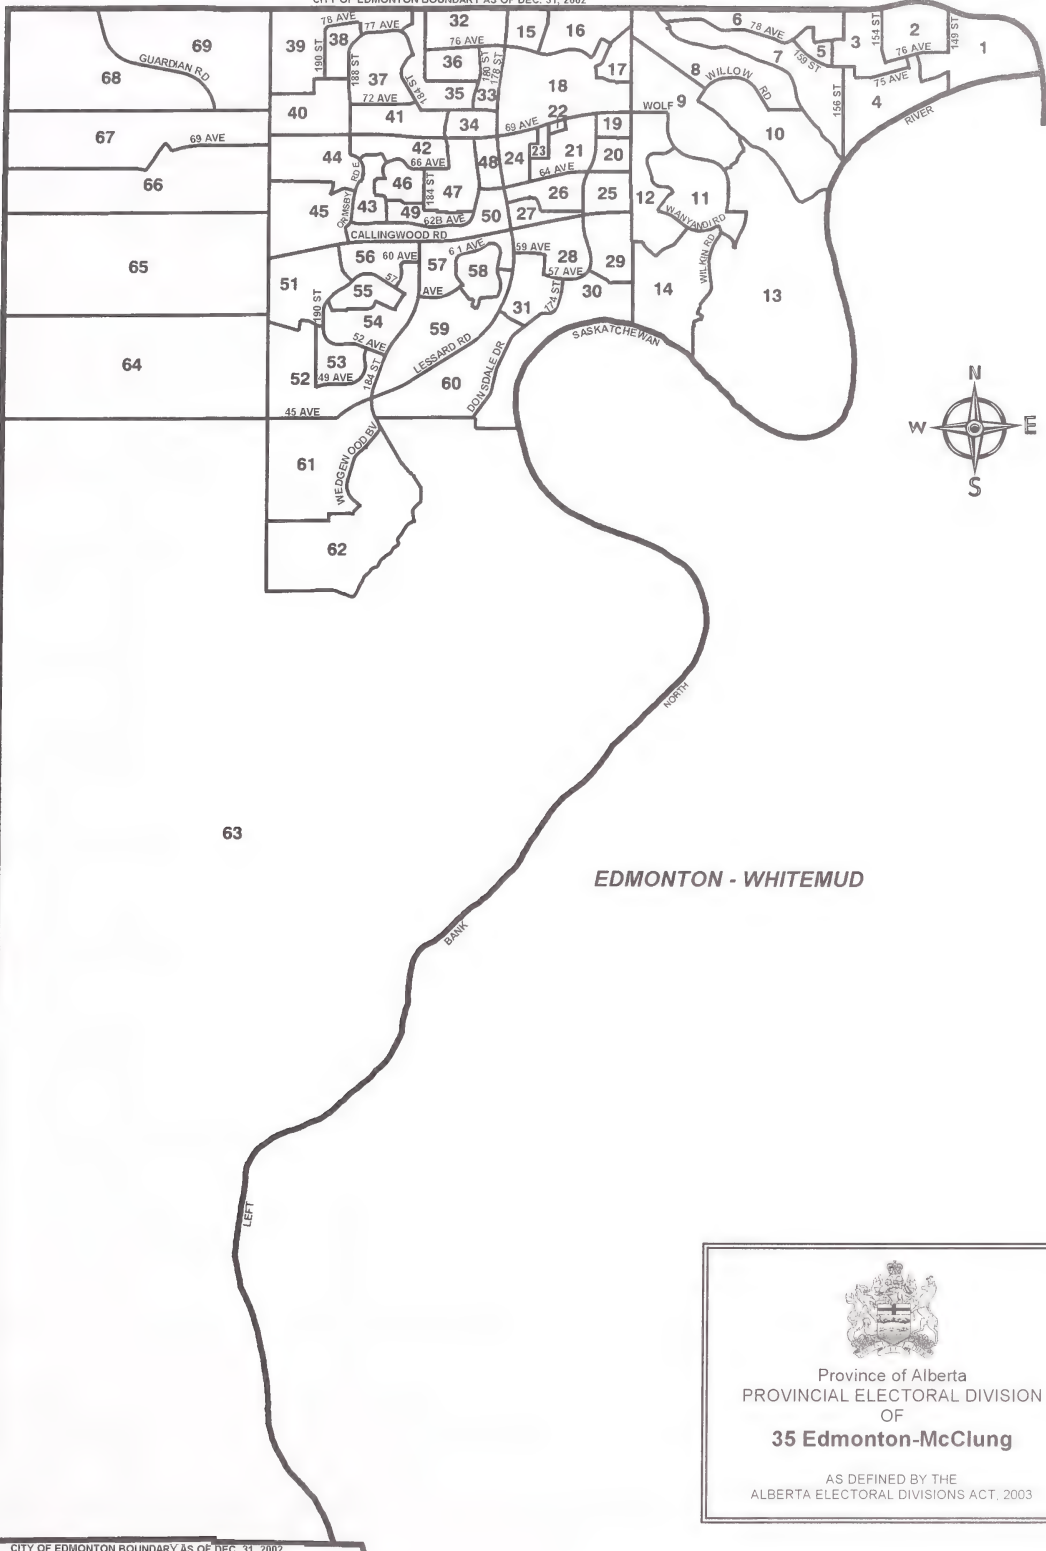 CITY OF EDMONTON BOUNDARY AS OF DEC. 31, 2002
69
39
190 ST
38
78 AVE
77 AVE
32
15
16
6
78 AVE
159 ST
5
3
154 ST
2
76 AVE
149 ST
1
68
GUARDIAN RD
188 ST
37
184 ST
76 AVE
36
180 ST
178 ST
17
7
8
WILLOW RD
75 AVE
4
156 ST
RIVER
72 AVE
35
33
18
9
WOLF
10
67
69 AVE
40
41
34
69 AVE
22
19
66
44
42
66 AVE
48
24
23
21
20
64 AVE
ORMSBY RD E
43
46
184 ST
47
26
25
12
11
WANYANDI RD
45
49
62B AVE
50
27
CALLINGWOOD RD
65
51
56
60 AVE
57
61 AVE
58
59 AVE
28
57 AVE
29
14
WILKIN RD
13
190 ST
55
57
AVE
31
174 ST
30
54
59
SASKATCHEWAN
64
52
53
52 AVE
49 AVE
184 ST
LESSARD RD
60
DONSDALE DR
45 AVE
61
WEDGEWOOD BV
62
N
W
E
S
NORTH
63
EDMONTON - WHITEMUD
BANK
LEFT
Province of Alberta
PROVINCIAL ELECTORAL DIVISION
OF
35 Edmonton-McClung
AS DEFINED BY THE
ALBERTA ELECTORAL DIVISIONS ACT, 2003
CITY OF EDMONTON BOUNDARY AS OF DEC. 31, 2002